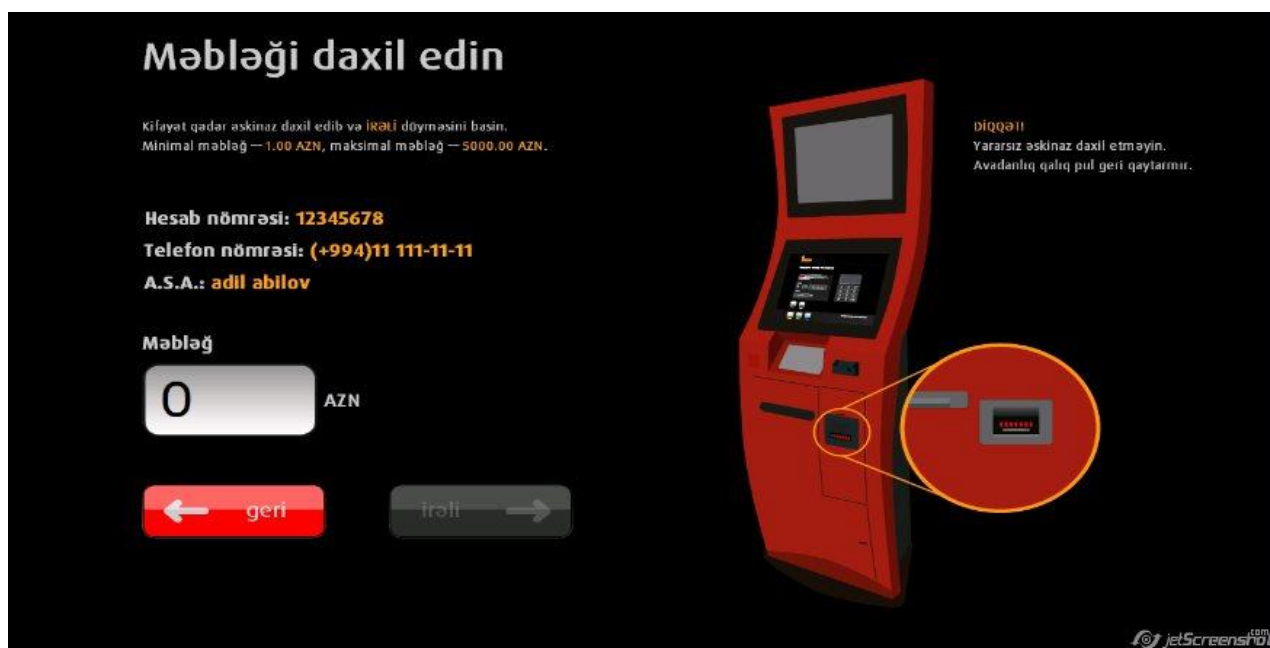 Məbləği daxil edin
Kifayət qədər əskinaz daxil edib və İRƏLİ düyməsini basin.
Minimal məbləğ — 1.00 AZN, maksimal məbləğ — 5000.00 AZN.
Hesab nömrəsi: 12345678
Telefon nömrəsi: (+994)11 111-11-11
A.S.A.: adil abilov
Məbləğ
0 AZN
geri
irəli
DİQQƏT!
Yararsız əskinaz daxil etməyin.
Avadanlıq qalıq pul geri qaytarmır.
jetScreenshot.com